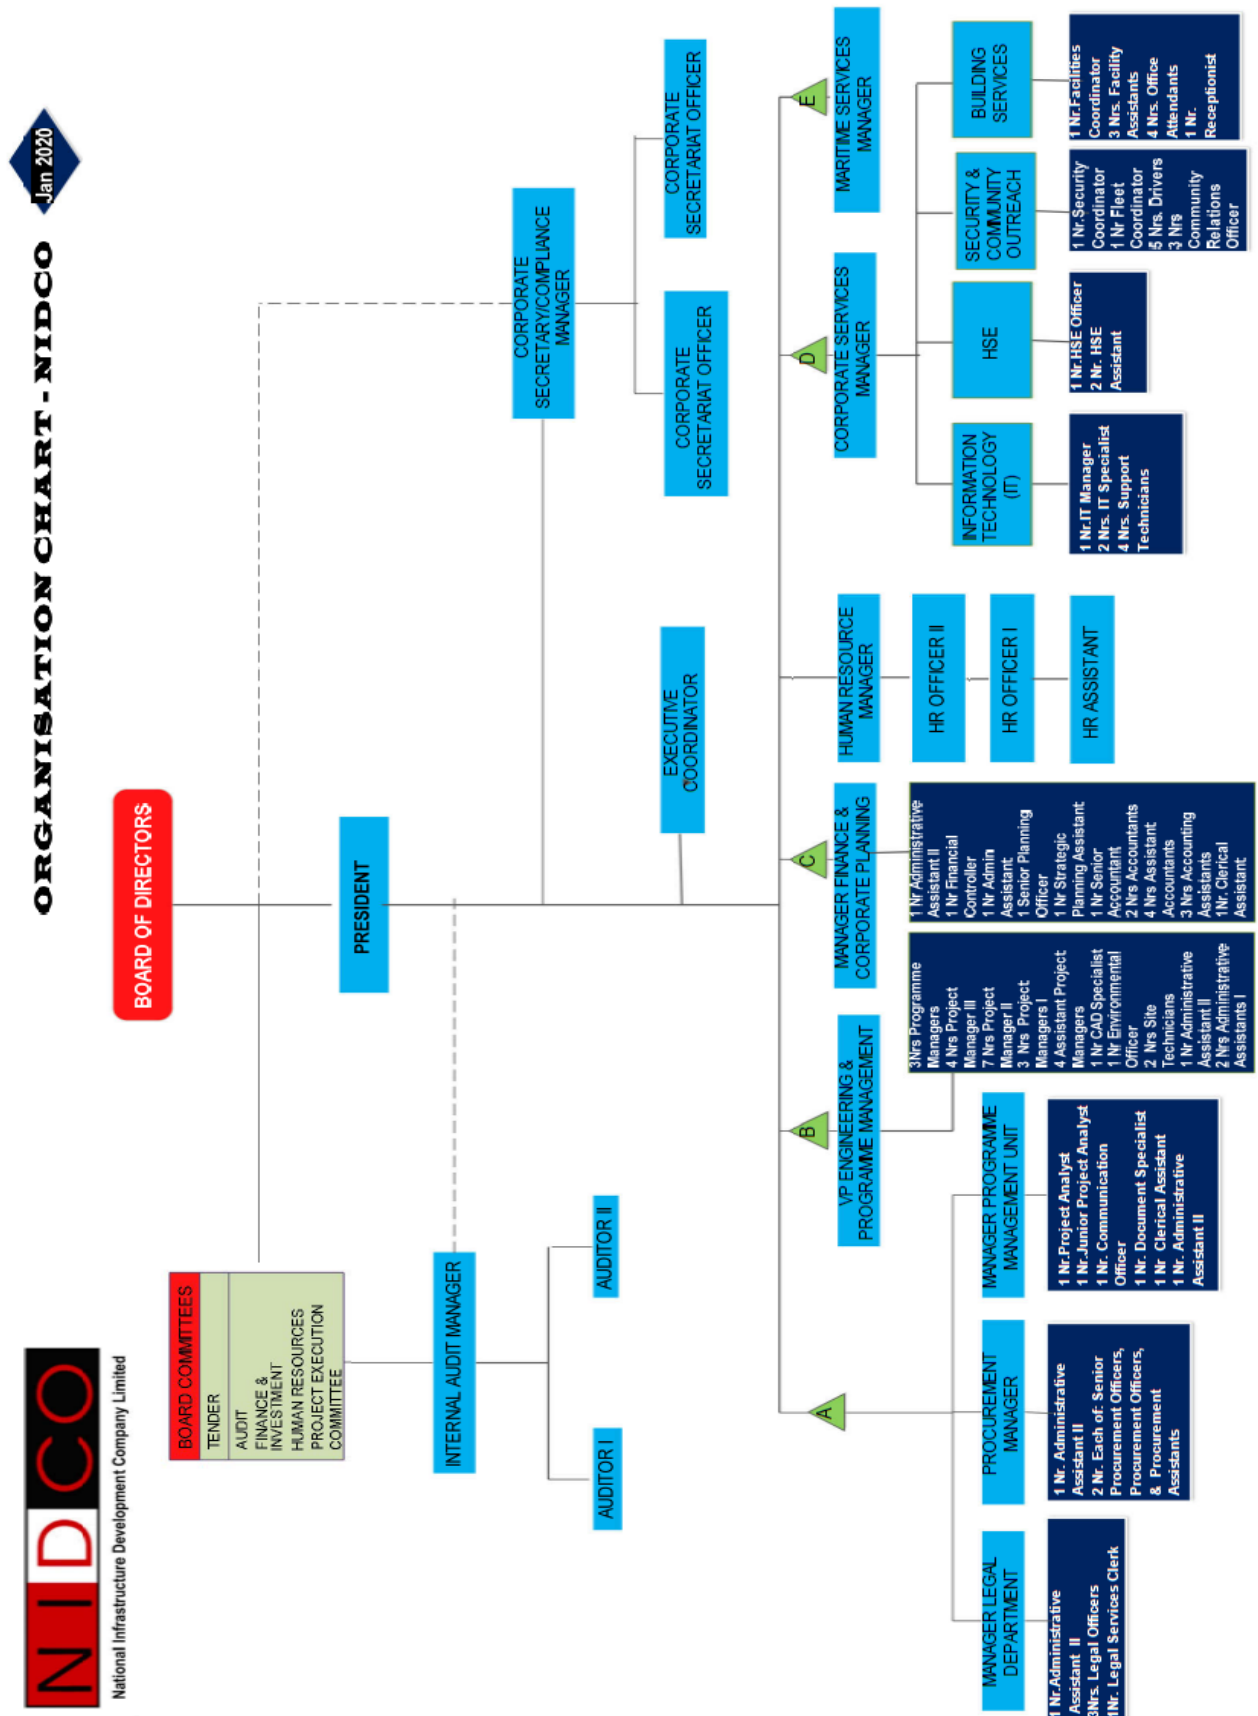 NIDCO
National Infrastructure Development Company Limited
ORGANISATION CHART - NIDCO
Jan 2020
BOARD OF DIRECTORS
BOARD COMMITTEES
TENDER
AUDIT
FINANCE &
INVESTMENT
HUMAN RESOURCES
PROJECT EXECUTION
COMMITTEE
PRESIDENT
INTERNAL AUDIT MANAGER
AUDITOR I
AUDITOR II
CORPORATE
SECRETARY/COMPLIANCE
MANAGER
CORPORATE
SECRETARIAT OFFICER
CORPORATE
SECRETARIAT OFFICER
EXECUTIVE
COORDINATOR
A
B
C
D
E
MANAGER LEGAL
DEPARTMENT
1 Nr.Administrative
Assistant II
3Nrs. Legal Officers
1Nr. Legal Services Clerk
PROCUREMENT
MANAGER
1 Nr. Administrative
Assistant II
2 Nr. Each of: Senior
Procurement Officers,
Procurement Officers,
& Procurement
Assistants
MANAGER PROGRAMME
MANAGEMENT UNIT
1 Nr.Project Analyst
1 Nr.Junior Project Analyst
1 Nr. Communication
Officer
1 Nr. Document Specialist
1 Nr Clerical Assistant
1 Nr. Administrative
Assistant II
VP ENGINEERING &
PROGRAMME MANAGEMENT
3Nrs Programme
Managers
4 Nrs Project
Manager III
7 Nrs Project
Manager II
3 Nrs Project
Managers I
4 Assistant Project
Managers
1 Nr CAD Specialist
1 Nr Environmental
Officer
2 Nrs Site
Technicians
1 Nr Administrative
Assistant II
2 Nrs Administrative
Assistants I
MANAGER FINANCE &
CORPORATE PLANNING
1 Nr Administrative
Assistant II
1 Nr Financial
Controller
1 Nr Admin
Assistant
1 Senior Planning
Officer
1 Nr Strategic
Planning Assistant
1 Nr Senior
Accountant
2 Nrs Accountants
4 Nrs Assistant
Accountants
3 Nrs Accounting
Assistants
1Nr. Clerical
Assistant
HUMAN RESOURCE
MANAGER
HR OFFICER II
HR OFFICER I
HR ASSISTANT
CORPORATE SERVICES
MANAGER
INFORMATION
TECHNOLOGY
(IT)
1 Nr.IT Manager
2 Nrs. IT Specialist
4 Nrs. Support
Technicians
HSE
1 Nr.HSE Officer
2 Nr. HSE
Assistant
SECURITY &
COMMUNITY
OUTREACH
1 Nr.Security
Coordinator
1 Nr Fleet
Coordinator
5 Nrs. Drivers
3 Nrs
Community
Relations
Officer
BUILDING
SERVICES
1 Nr.Facilities
Coordinator
3 Nrs. Facility
Assistants
4 Nrs. Office
Attendants
1 Nr.
Receptionist
MARITIME SERVICES
MANAGER